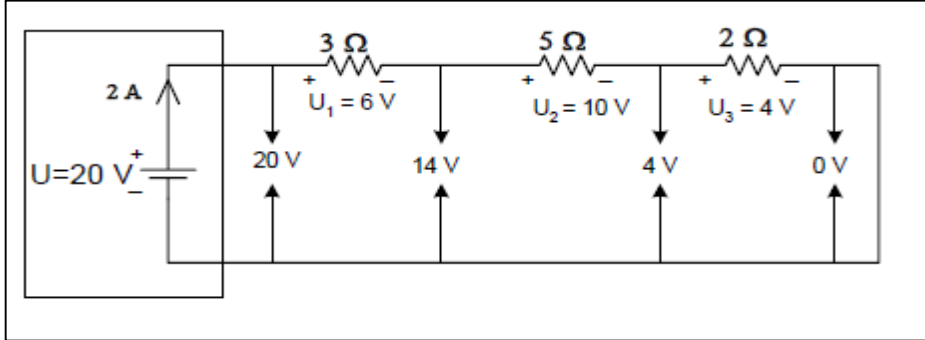 3 Ω 5 Ω 2 Ω
+ – + – + –
2 A U₁ = 6 V U₂ = 10 V U₃ = 4 V
U=20 V + – 20 V 14 V 4 V 0 V